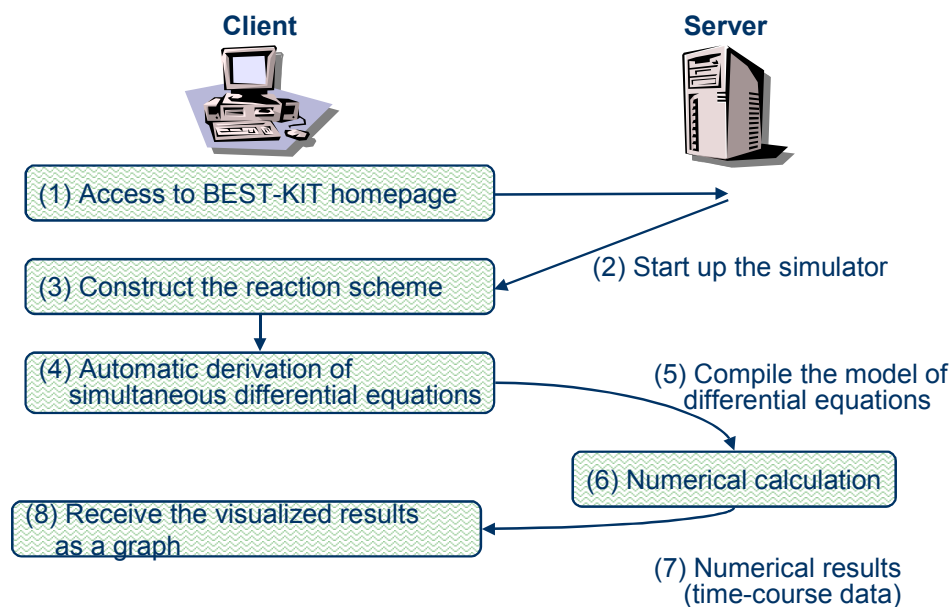 Client
Server
(1) Access to BEST-KIT homepage
(2) Start up the simulator
(3) Construct the reaction scheme
(4) Automatic derivation of
simultaneous differential equations
(5) Compile the model of
differential equations
(6) Numerical calculation
(8) Receive the visualized results
as a graph
(7) Numerical results
(time-course data)